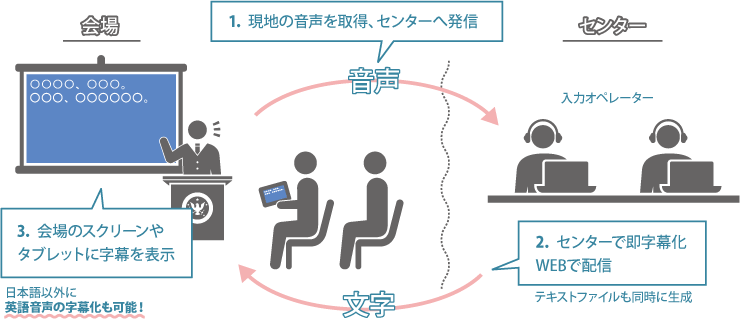 会場
1. 現地の音声を取得、センターへ発信
センター
音声
○○○○、○○○。
○○○、○○○○○○。
入力オペレーター
3. 会場のスクリーンや
タブレットに字幕を表示
2. センターで即字幕化
WEBで配信
日本語以外に
英語音声の字幕化も可能！
文字
テキストファイルも同時に生成